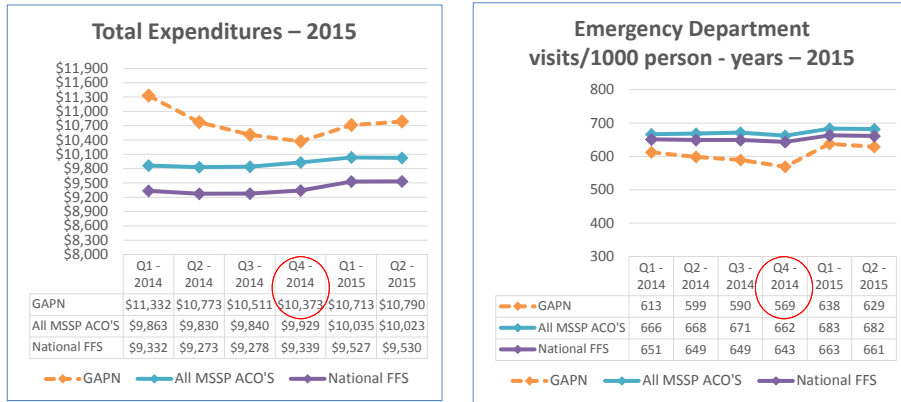 Total Expenditures – 2015
$11,900
$11,600
$11,300
$11,000
$10,700
$10,400
$10,100
$9,800
$9,500
$9,200
$8,900
$8,600
$8,300
$8,000
Q1 - 2014 Q2 - 2014 Q3 - 2014 Q4 - 2014 Q1 - 2015 Q2 - 2015
GAPN $11,332 $10,773 $10,511 $10,373 $10,713 $10,790
All MSSP ACO'S $9,863 $9,830 $9,840 $9,929 $10,035 $10,023
National FFS $9,332 $9,273 $9,278 $9,339 $9,527 $9,530
GAPN All MSSP ACO'S National FFS
Emergency Department
visits/1000 person - years – 2015
800
700
600
500
400
300
Q1 - 2014 Q2 - 2014 Q3 - 2014 Q4 - 2014 Q1 - 2015 Q2 - 2015
GAPN 613 599 590 569 638 629
All MSSP ACO'S 666 668 671 662 683 682
National FFS 651 649 649 643 663 661
GAPN All MSSP ACO'S National FFS